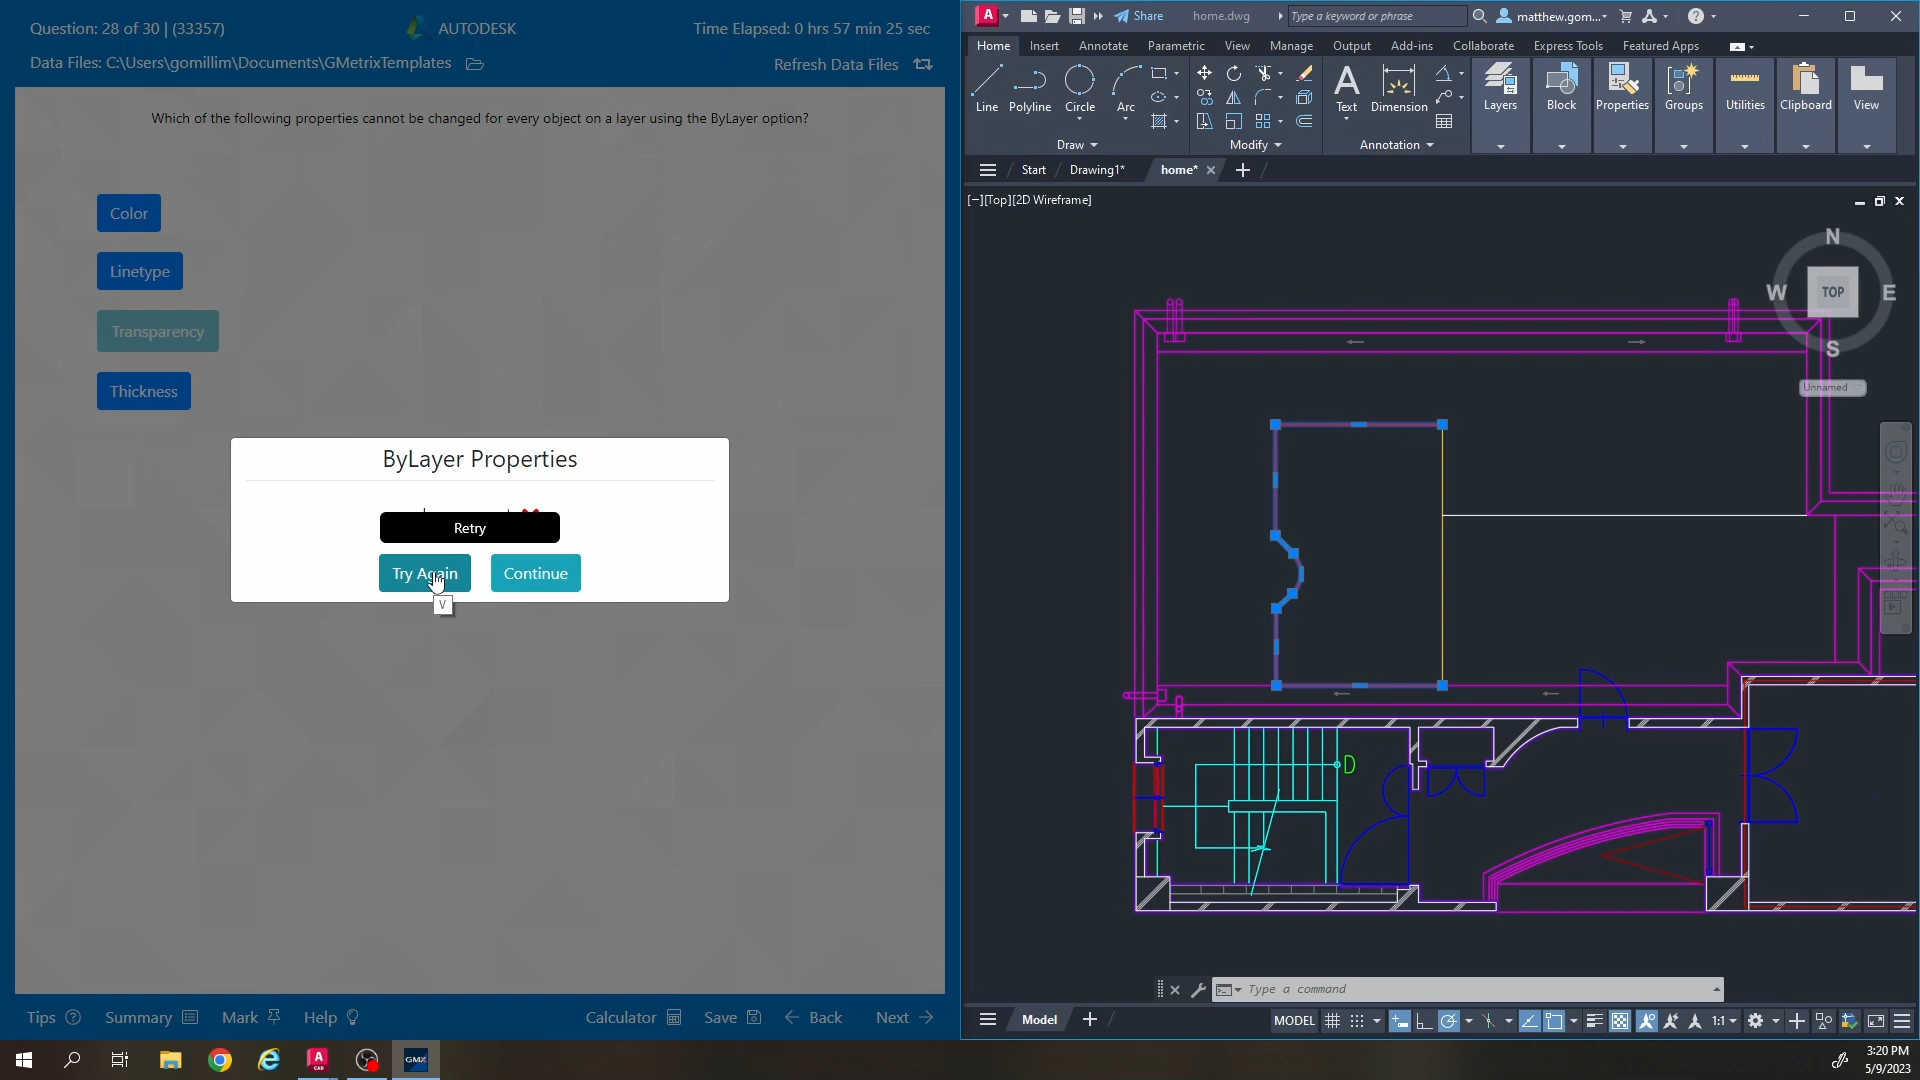 Question: 28 of 30 | (33357)
AUTODESK
Time Elapsed: 0 hrs 57 min 25 sec
Data Files: C:\Users\gomillim\Documents\GMetrixTemplates
Refresh Data Files
Which of the following properties cannot be changed for every object on a layer using the ByLayer option?
Color
Linetype
Transparency
Thickness
ByLayer Properties
Retry
Try Again
Continue
V
Tips
Summary
Mark
Help
Calculator
Save
Back
Next
A
Share
home.dwg
Type a keyword or phrase
matthew.gom...
Home
Insert
Annotate
Parametric
View
Manage
Output
Add-ins
Collaborate
Express Tools
Featured Apps
Line
Polyline
Circle
Arc
Text
Dimension
Layers
Block
Properties
Groups
Utilities
Clipboard
View
Draw
Modify
Annotation
Start
Drawing1*
home*
[−][Top][2D Wireframe]
N
W
TOP
E
S
Unnamed
D
Type a command
Model
MODEL
1:1
A
CAD
GMX
3:20 PM
5/9/2023